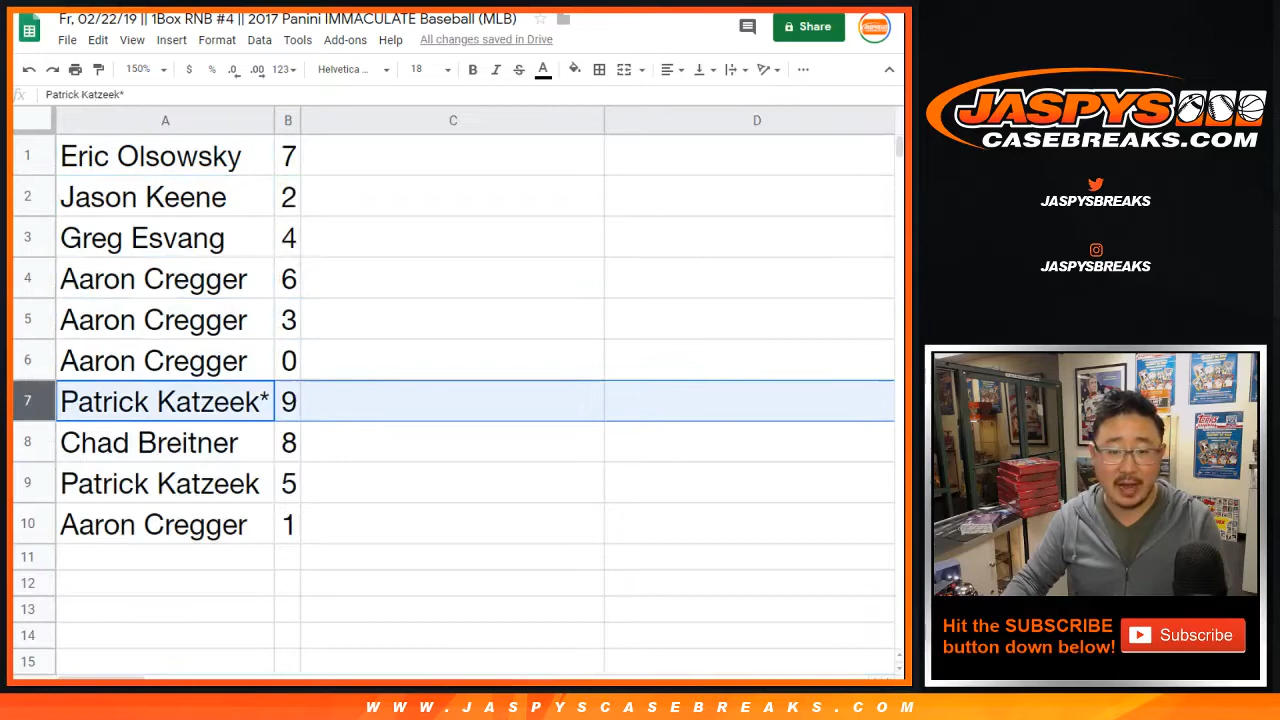 Fr, 02/22/19 || 1Box RNB #4 || 2017 Panini IMMACULATE Baseball (MLB)
File Edit View Insert Format Data Tools Add-ons Help All changes saved in Drive
Share
150% $ % .0 .00 123 Helvetica ... 18 B I S A
fx Patrick Katzeek*
A B C D
1 Eric Olsowsky 7
2 Jason Keene 2
3 Greg Esvang 4
4 Aaron Cregger 6
5 Aaron Cregger 3
6 Aaron Cregger 0
7 Patrick Katzeek* 9
8 Chad Breitner 8
9 Patrick Katzeek 5
10 Aaron Cregger 1
11
12
13
14
15
JASPYS
CASEBREAKS.COM
JASPYSBREAKS
JASPYSBREAKS
TOPPS
Hit the SUBSCRIBE
button down below!
Subscribe
WWW.JASPYSCASEBREAKS.COM